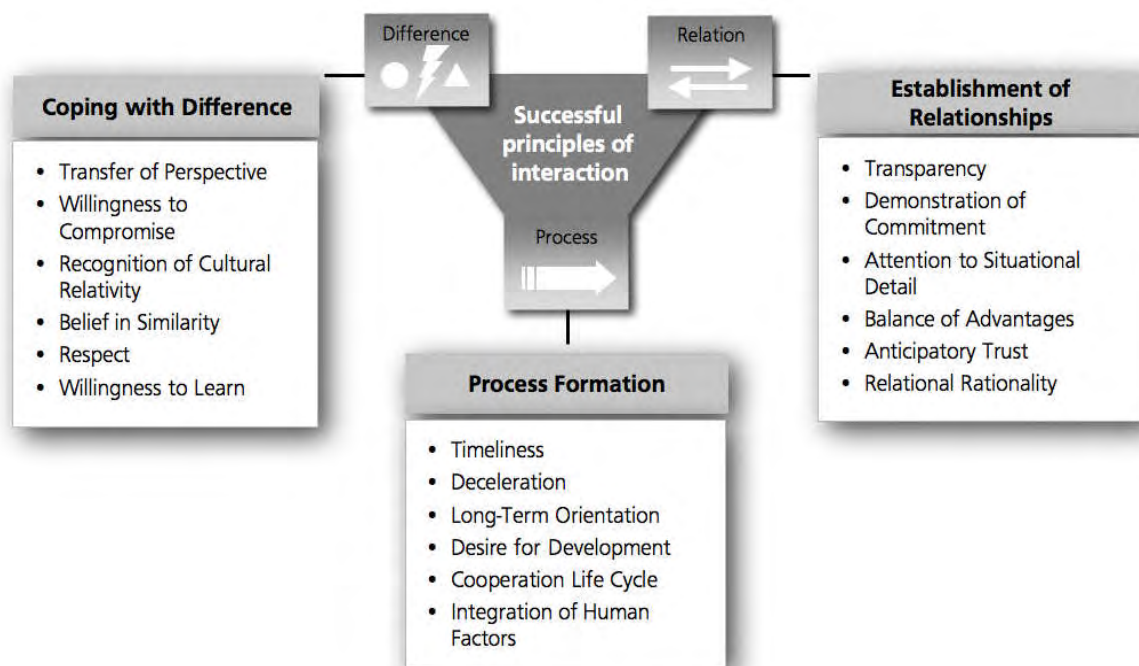 Difference
Relation
Successful
principles of
interaction
Process
Coping with Difference
• Transfer of Perspective
• Willingness to
Compromise
• Recognition of Cultural
Relativity
• Belief in Similarity
• Respect
• Willingness to Learn
Establishment of
Relationships
• Transparency
• Demonstration of
Commitment
• Attention to Situational
Detail
• Balance of Advantages
• Anticipatory Trust
• Relational Rationality
Process Formation
• Timeliness
• Deceleration
• Long-Term Orientation
• Desire for Development
• Cooperation Life Cycle
• Integration of Human
Factors